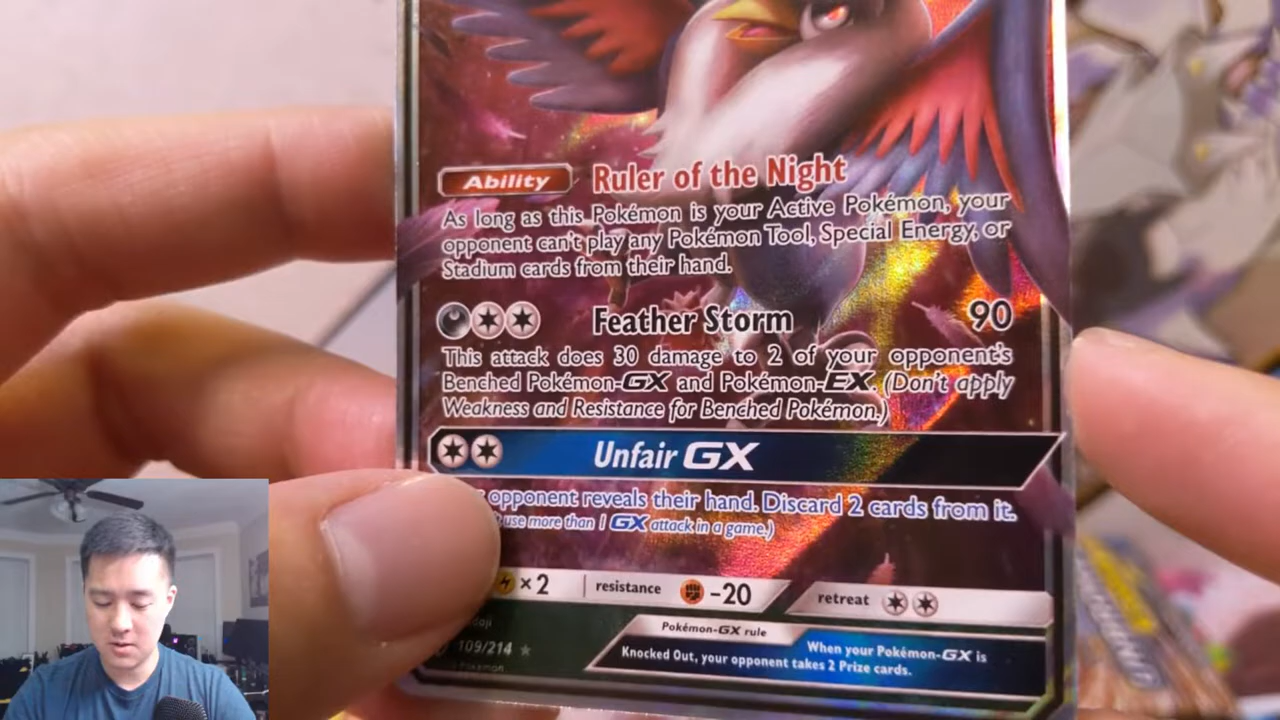 Ability Ruler of the Night
As long as this Pokémon is your Active Pokémon, your
opponent can't play any Pokémon Tool, Special Energy, or
Stadium cards from their hand.
Feather Storm 90
This attack does 30 damage to 2 of your opponent's
Benched Pokémon-GX and Pokémon-EX. (Don't apply
Weakness and Resistance for Benched Pokémon.)
Unfair GX
opponent reveals their hand. Discard 2 cards from it.
use more than 1 GX attack in a game.)
×2 resistance -20 retreat
Pokémon-GX rule
When your Pokémon-GX is
Knocked Out, your opponent takes 2 Prize cards.
109/214
Pokémon